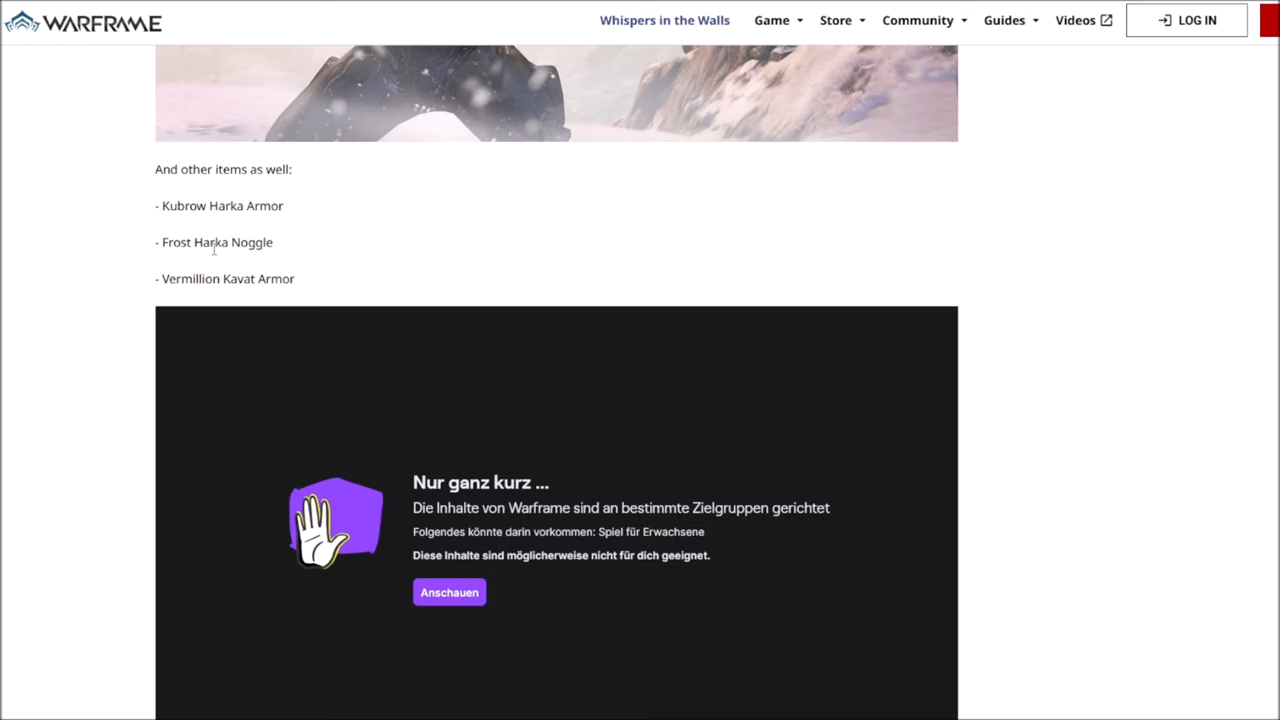 WARFRAME
Whispers in the Walls Game Store Community Guides Videos LOG IN
And other items as well:
- Kubrow Harka Armor
- Frost Harka Noggle
- Vermillion Kavat Armor
Nur ganz kurz ...
Die Inhalte von Warframe sind an bestimmte Zielgruppen gerichtet
Folgendes könnte darin vorkommen: Spiel für Erwachsene
Diese Inhalte sind möglicherweise nicht für dich geeignet.
Anschauen